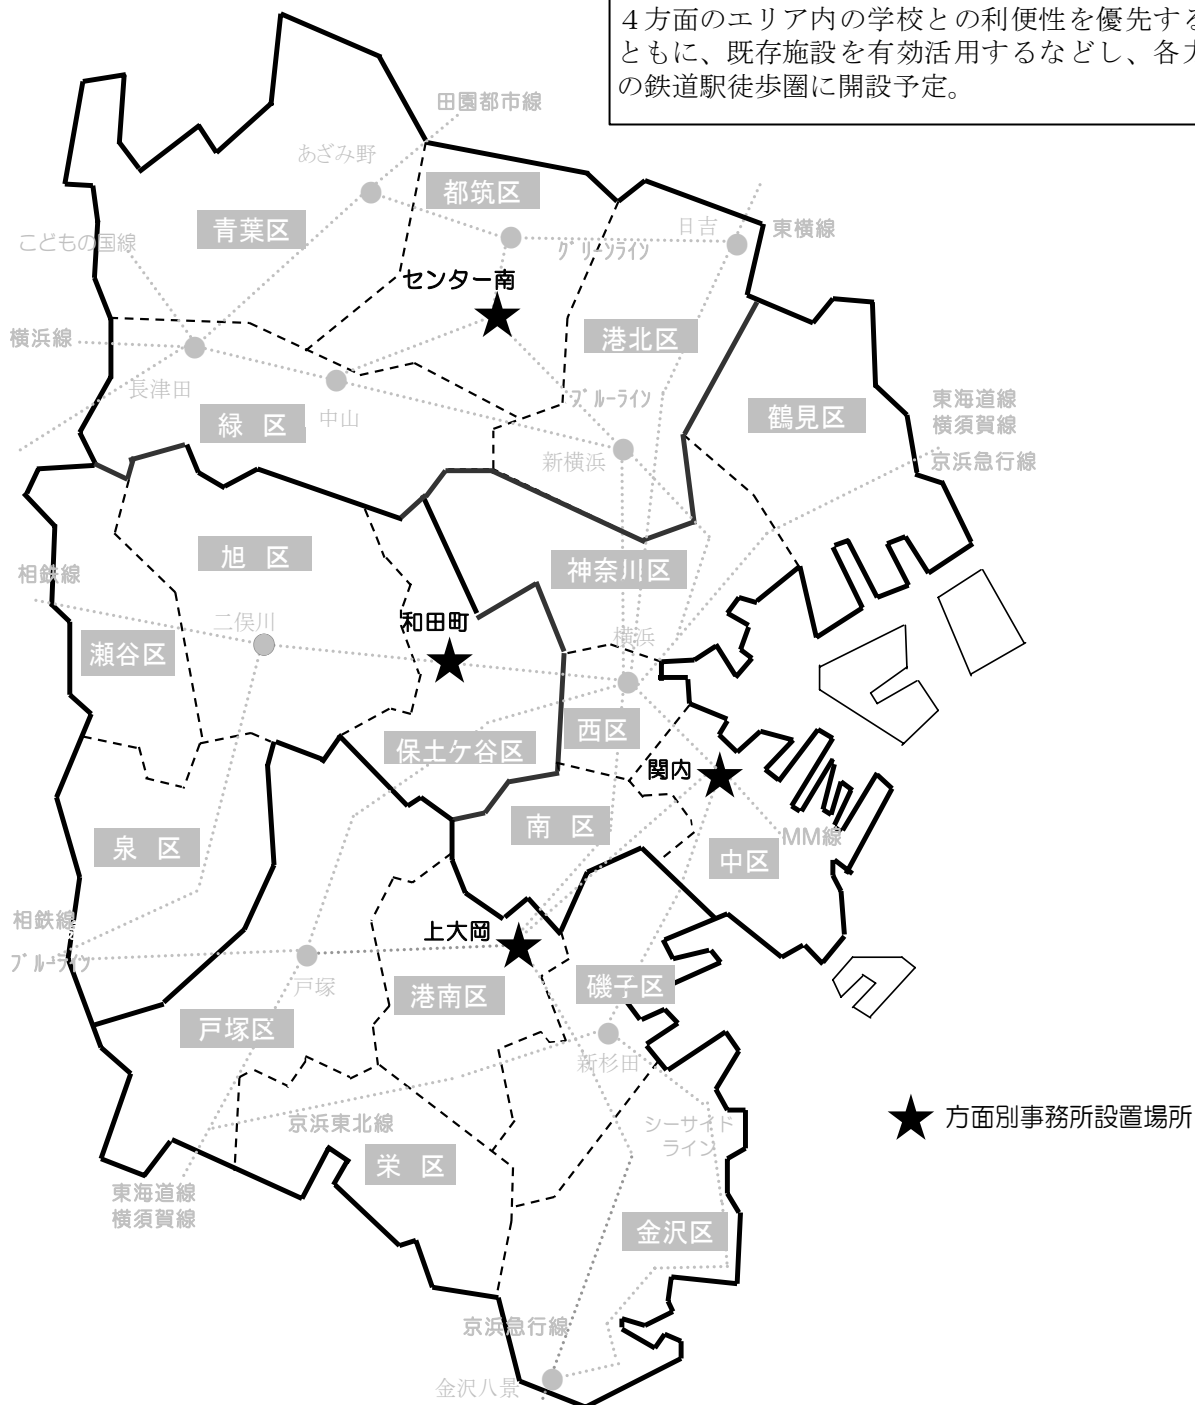 ４方面のエリア内の学校との利便性を優先する
ともに、既存施設を有効活用するなどし、各
の鉄道駅徒歩圏に開設予定。
田園都市線
あざみ野
都筑区
青葉区
日吉
東横線
こどもの国線
グリーンライン
センター南
横浜線
港北区
長津田
ブルーライン
東海道線
横須賀線
鶴見区
中山
緑 区
新横浜
京浜急行線
旭 区
神奈川区
相鉄線
二俣川
和田町
横浜
瀬谷区
西区
保土ケ谷区
関内
南 区
MM線
泉 区
中区
相鉄線
上大岡
ブルーライン
戸塚
港南区
磯子区
戸塚区
新杉田
方面別事務所設置場所
京浜東北線
シーサイド
ライン
栄 区
東海道線
横須賀線
金沢区
京浜急行線
金沢八景